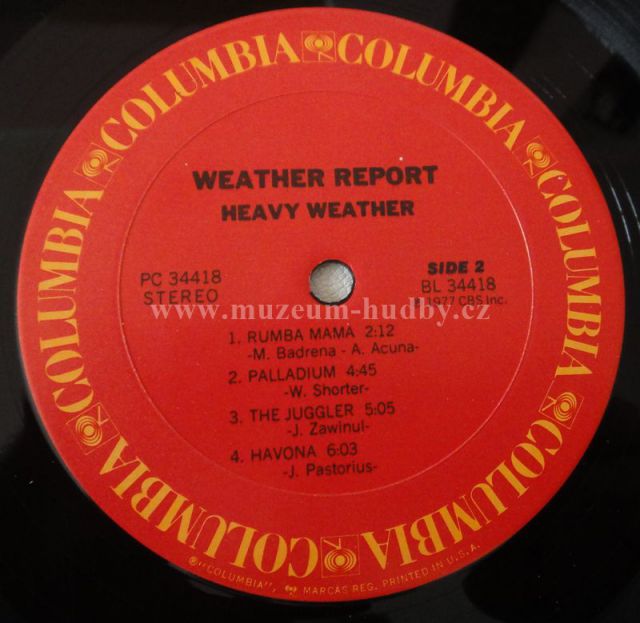 COLUMBIA COLUMBIA COLUMBIA COLUMBIA COLUMBIA COLUMBIA COLUMBIA COLUMBIA
WEATHER REPORT
HEAVY WEATHER
PC 34418
STEREO
SIDE 2
BL 34418
℗ 1977 CBS Inc.
www.muzeum-hudby.cz
1. RUMBA MAMÁ 2:12
-M. Badrena - A. Acuna-
2. PALLADIUM 4:45
-W. Shorter-
3. THE JUGGLER 5:05
-J. Zawinul-
4. HAVONA 6:03
-J. Pastorius-
®"COLUMBIA", MARCAS REG. PRINTED IN U.S.A.